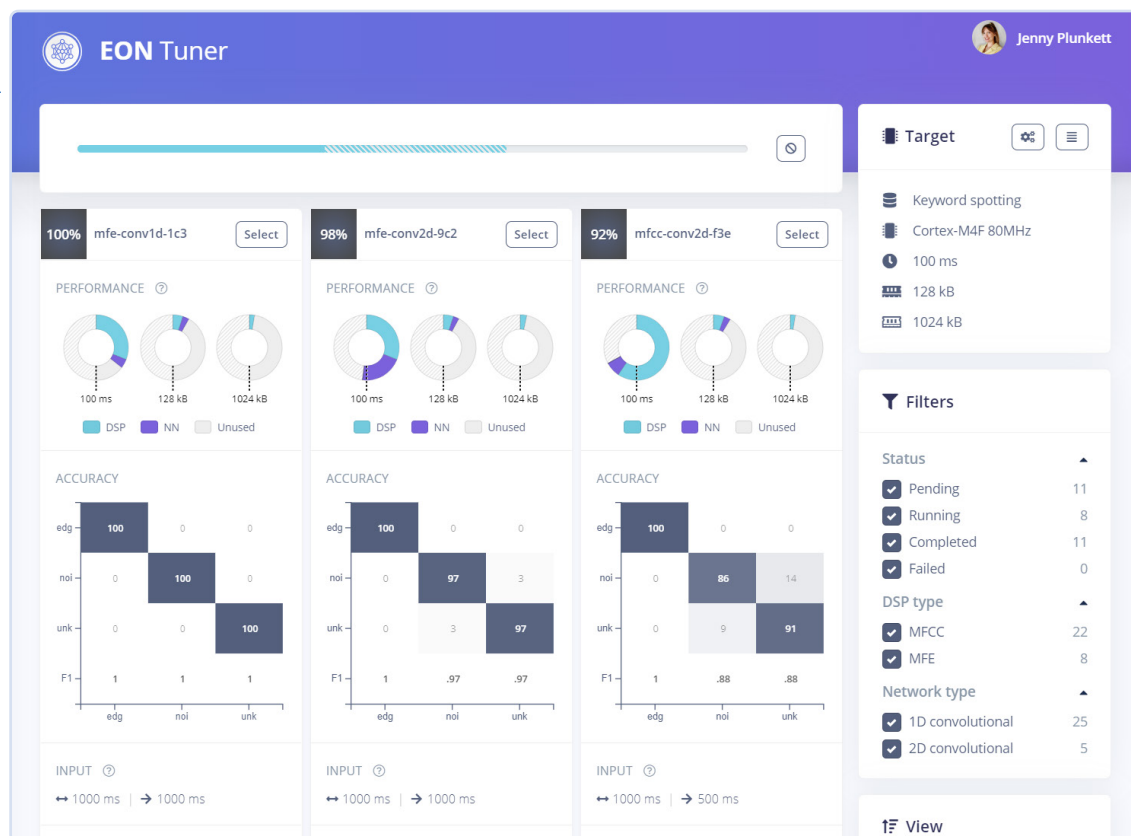 EON Tuner
Jenny Plunkett
100% mfe-conv1d-1c3 Select
PERFORMANCE ?
100 ms 128 kB 1024 kB
DSP NN Unused
ACCURACY
edg 100 0 0
noi 0 100 0
unk 0 0 100
F1 1 1 1
edg noi unk
INPUT ?
1000 ms | 1000 ms
98% mfe-conv2d-9c2 Select
PERFORMANCE ?
100 ms 128 kB 1024 kB
DSP NN Unused
ACCURACY
edg 100 0 0
noi 0 97 3
unk 0 3 97
F1 1 .97 .97
edg noi unk
INPUT ?
1000 ms | 1000 ms
92% mfcc-conv2d-f3e Select
PERFORMANCE ?
100 ms 128 kB 1024 kB
DSP NN Unused
ACCURACY
edg 100 0 0
noi 0 86 14
unk 0 9 91
F1 1 .88 .88
edg noi unk
INPUT ?
1000 ms | 500 ms
Target
Keyword spotting
Cortex-M4F 80MHz
100 ms
128 kB
1024 kB
Filters
Status
Pending 11
Running 8
Completed 11
Failed 0
DSP type
MFCC 22
MFE 8
Network type
1D convolutional 25
2D convolutional 5
View